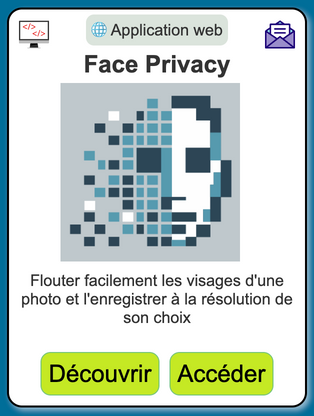 </>
</>
Application web
Face Privacy
Flouter facilement les visages d'une
photo et l'enregistrer à la résolution de
son choix
Découvrir
Accéder